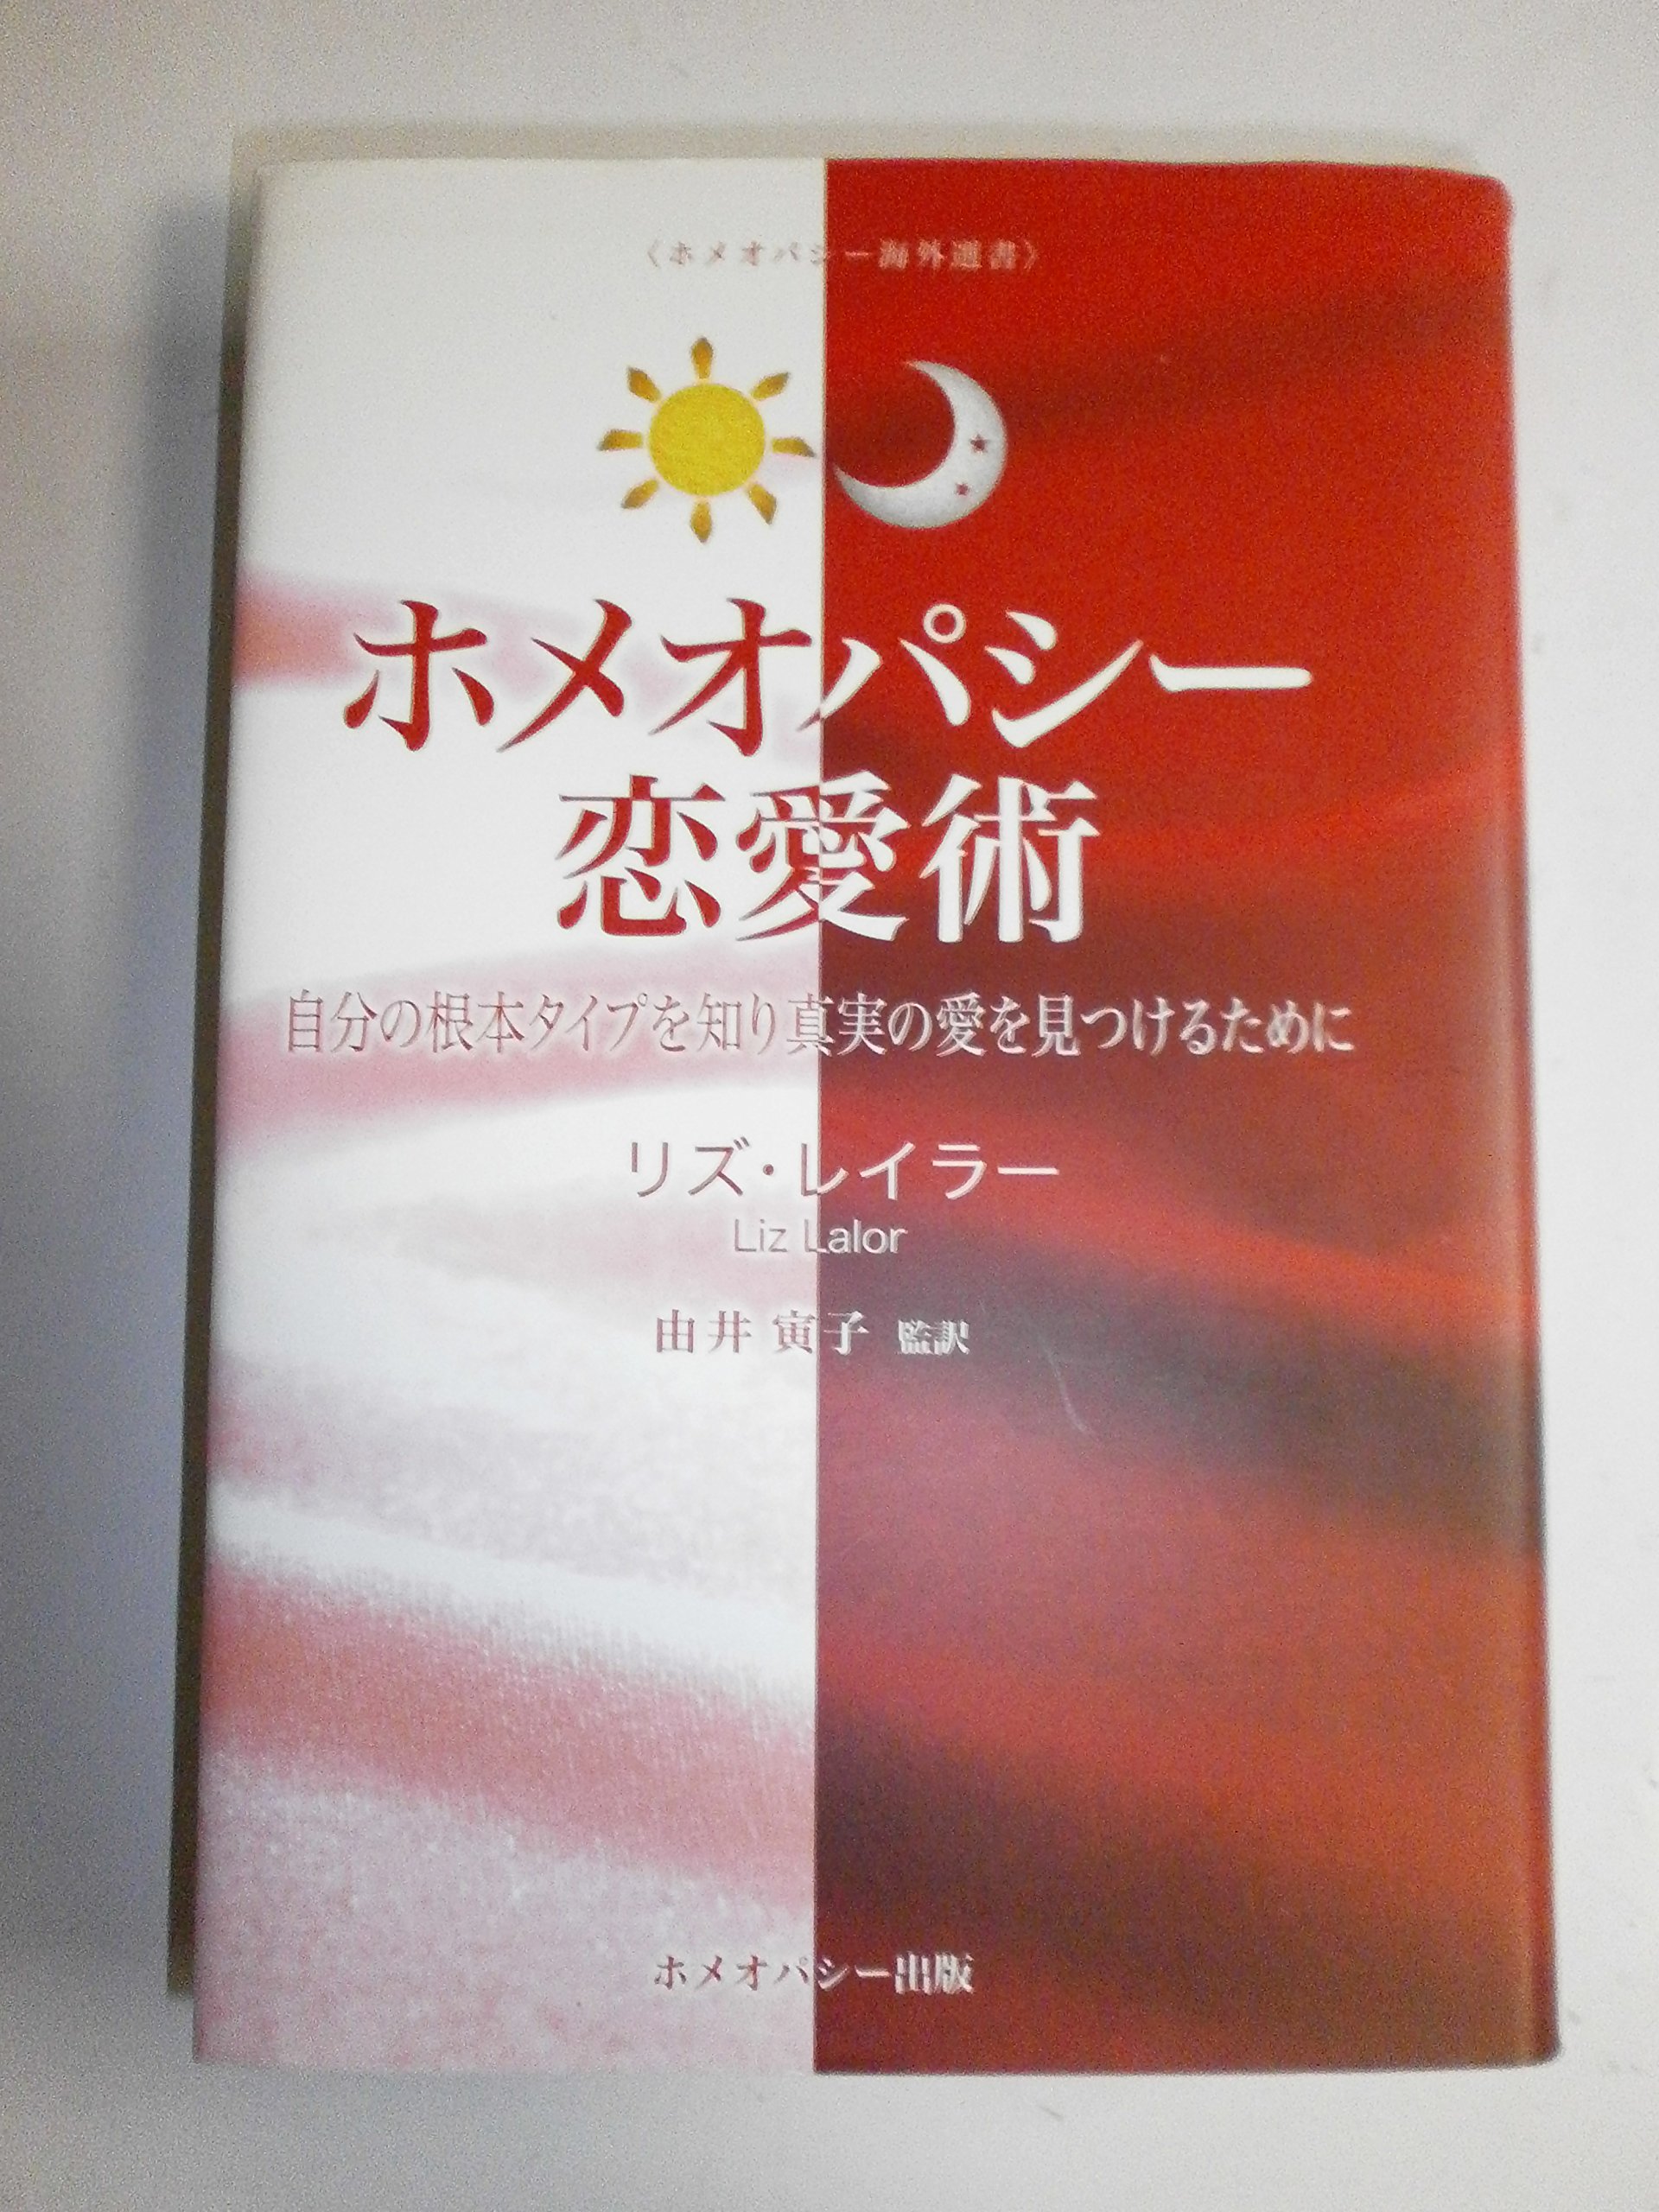 〈ホメオパシー海外選書〉
ホメオパシー
恋愛術
自分の根本タイプを知り真実の愛を見つけるために
リズ・レイラー
Liz Lalor
由井 寅子 監訳
ホメオパシー出版